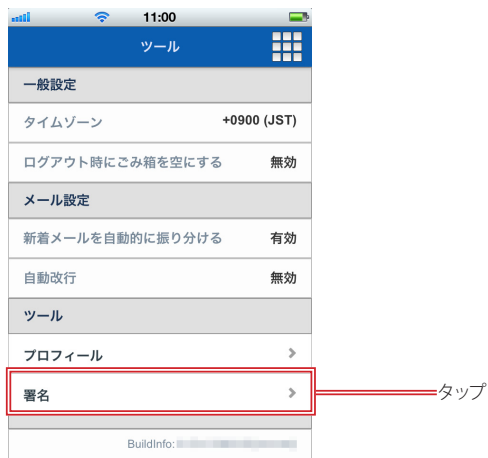 11:00
ツール
一般設定
タイムゾーン +0900 (JST)
ログアウト時にごみ箱を空にする 無効
メール設定
新着メールを自動的に振り分ける 有効
自動改行 無効
ツール
プロフィール
署名
タップ
BuildInfo: